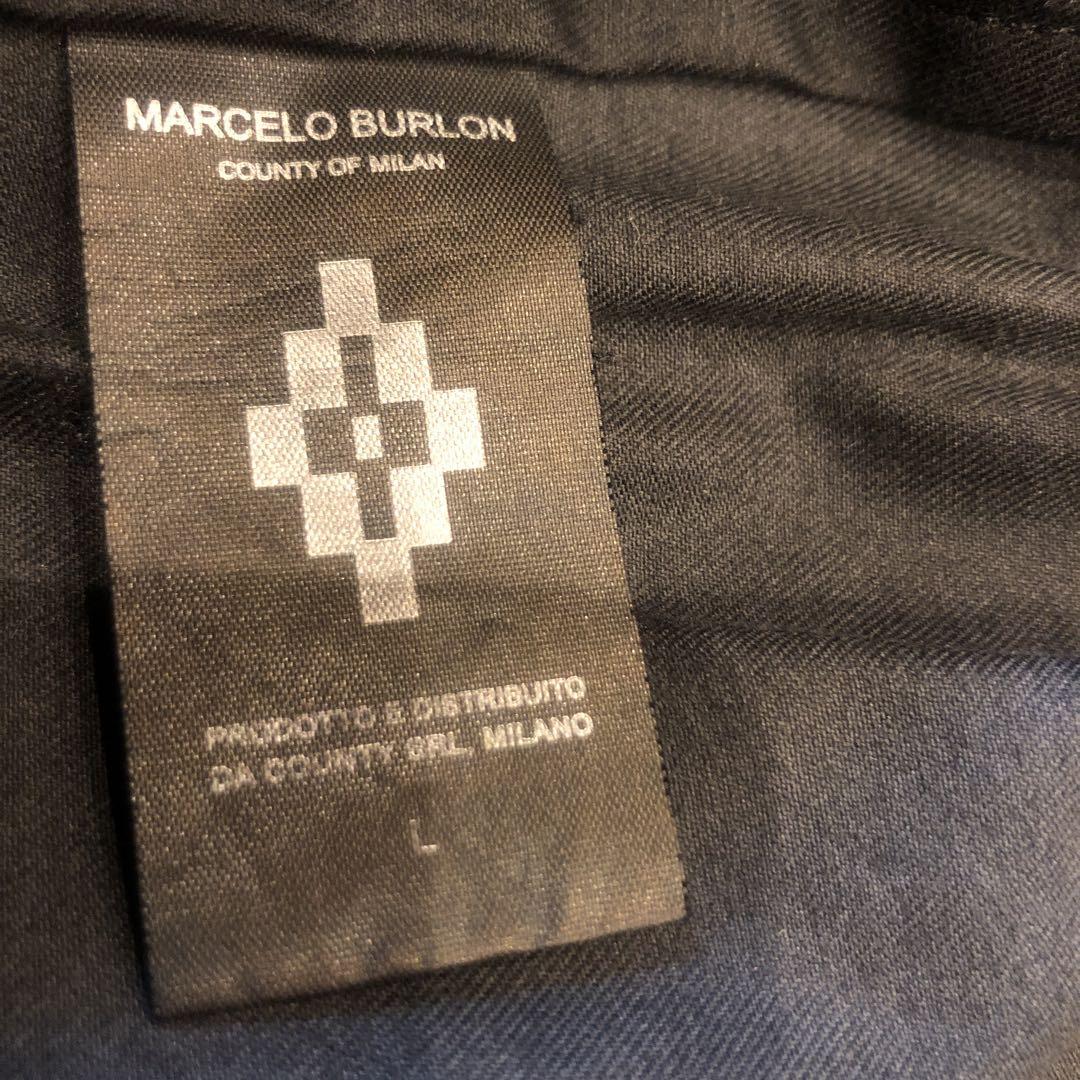 MARCELO BURLON
COUNTY OF MILAN
PRODOTTO E DISTRIBUITO
DA COUNTY SRL, MILANO
L